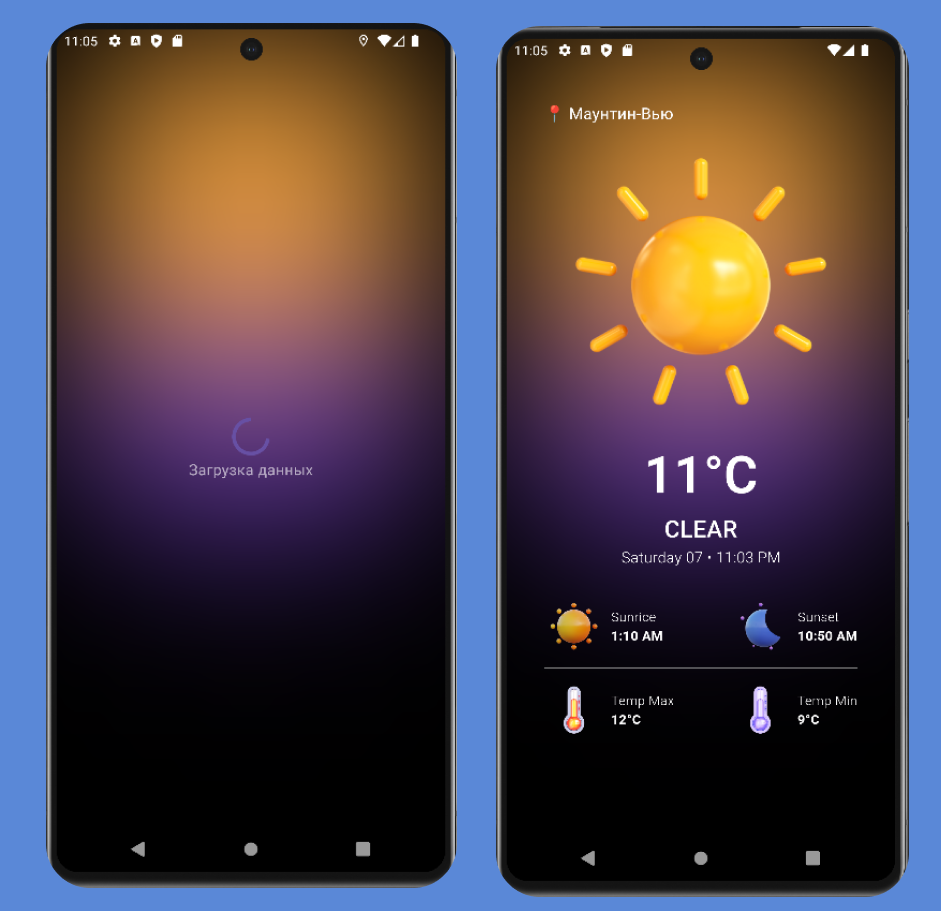 11:05
Загрузка данных
11:05
Маунтин-Вью
11°C
CLEAR
Saturday 07 • 11:03 PM
Sunrice
1:10 AM
Sunset
10:50 AM
Temp Max
12°C
Temp Min
9°C